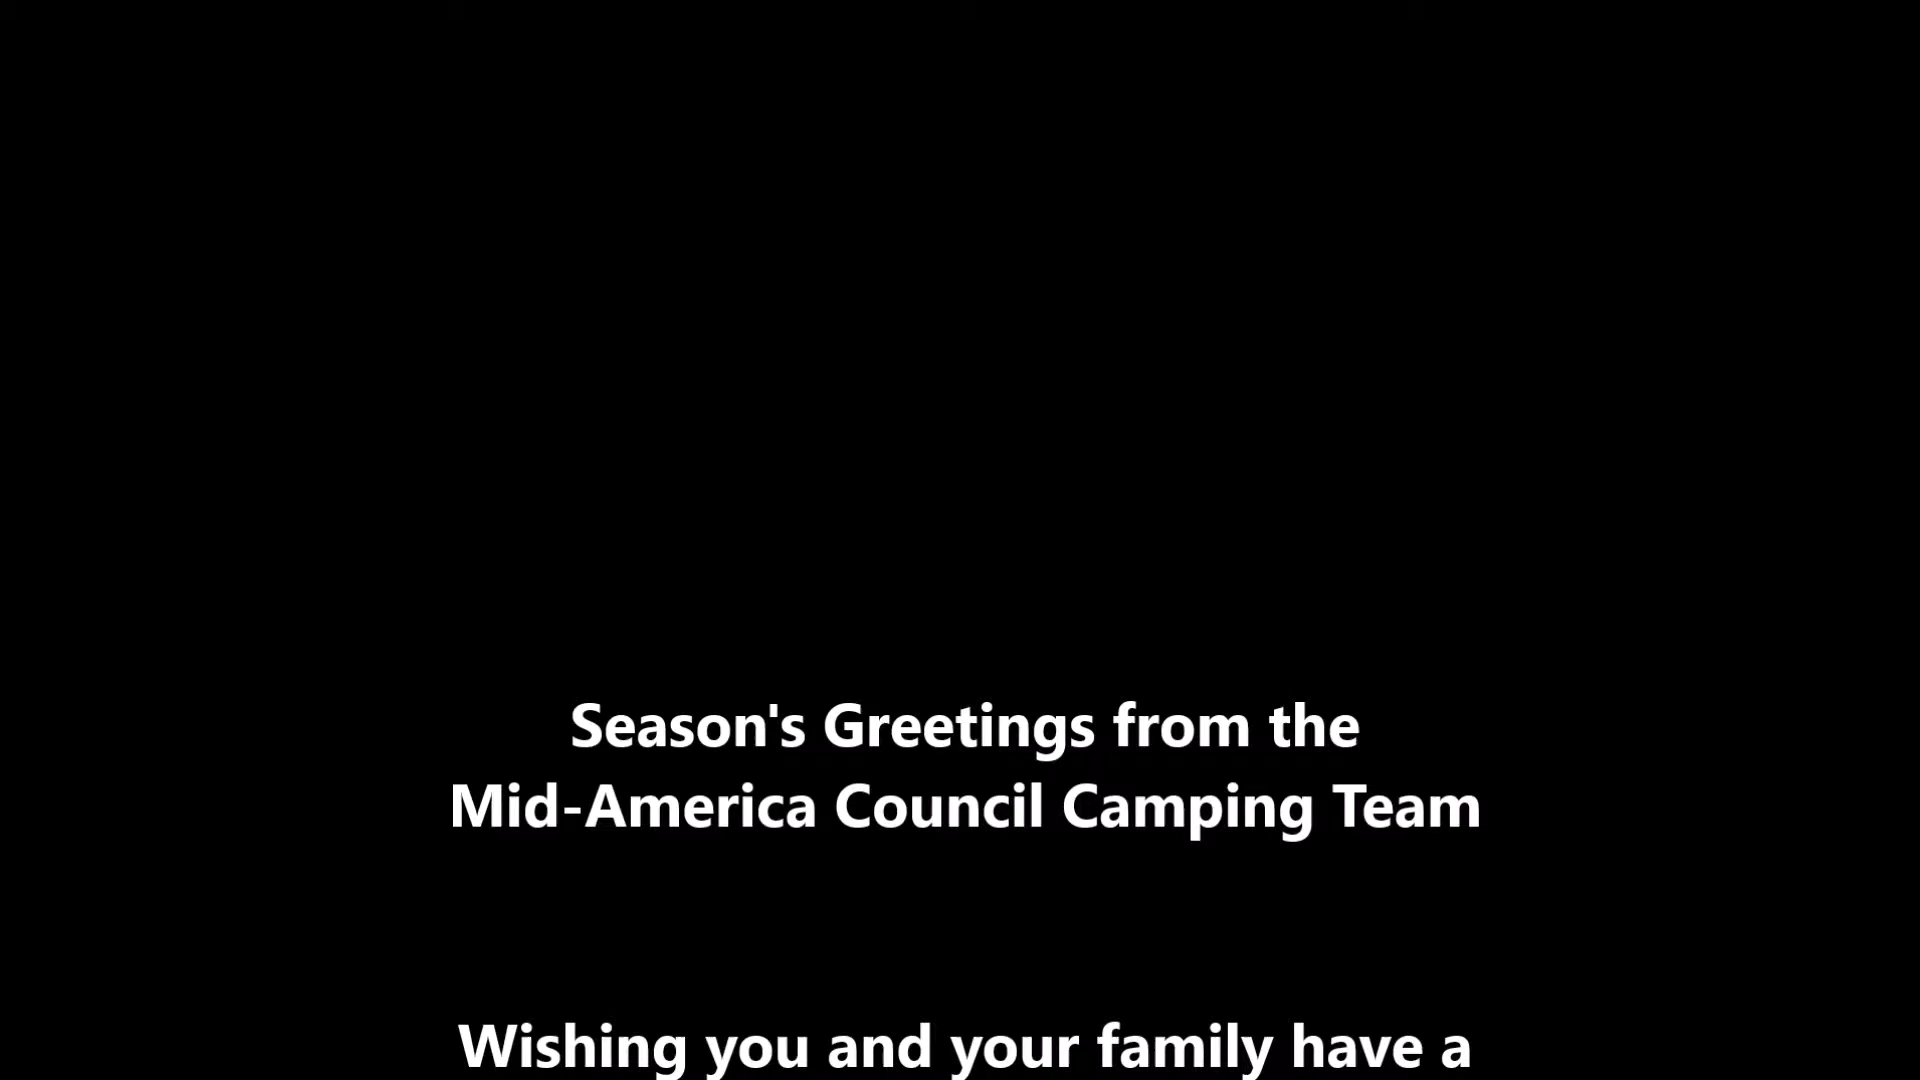 Season's Greetings from the
Mid-America Council Camping Team
Wishing you and your family have a